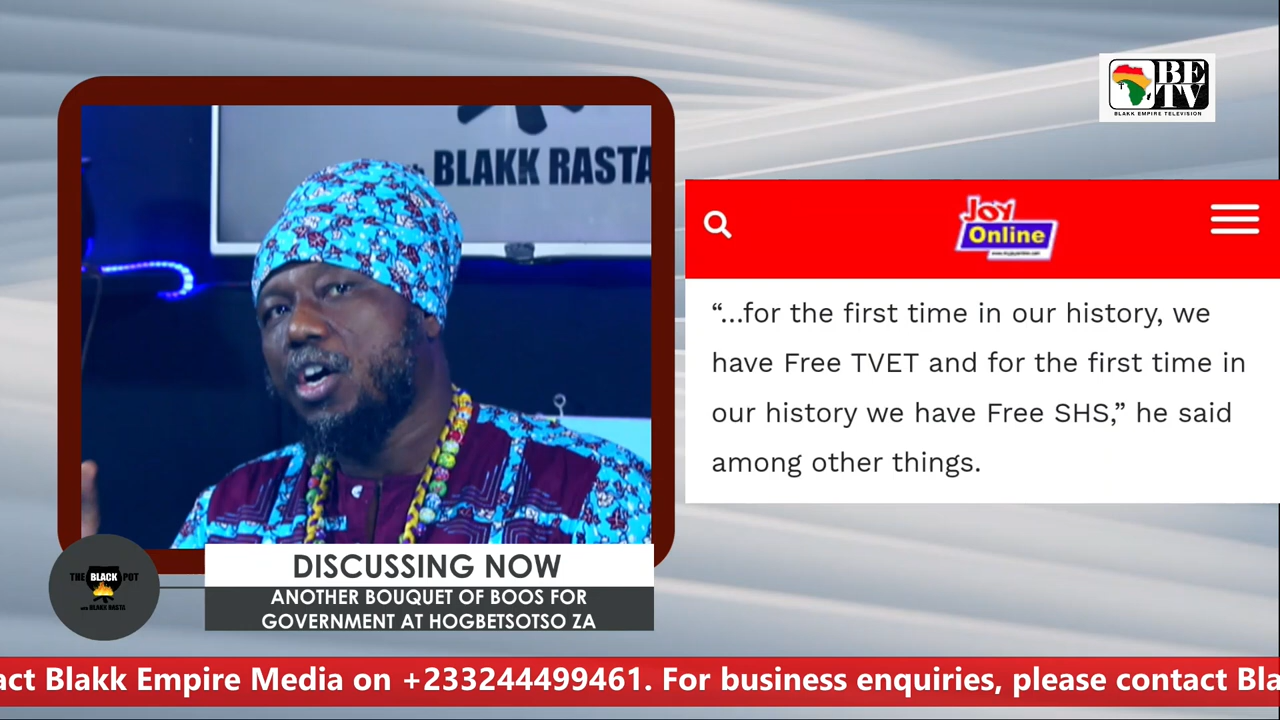 BE
TV
BLAKK EMPIRE TELEVISION
BLAKK RASTA
Joy
Online
“...for the first time in our history, we
have Free TVET and for the first time in
our history we have Free SHS,” he said
among other things.
THE BLACK POT
WITH BLAKK RASTA
DISCUSSING NOW
ANOTHER BOUQUET OF BOOS FOR
GOVERNMENT AT HOGBETSOTSO ZA
act Blakk Empire Media on +233244499461. For business enquiries, please contact Bla